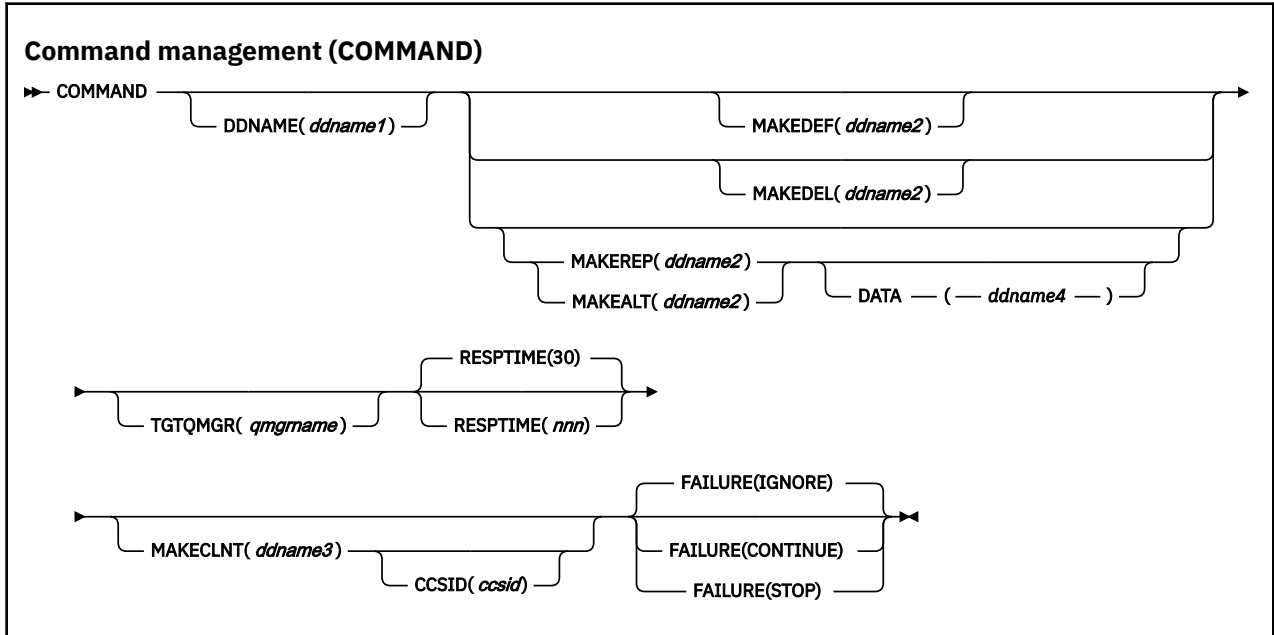 Command management (COMMAND)
COMMAND
DDNAME( ddname1 )
MAKEDEF( ddname2 )
MAKEDEL( ddname2 )
MAKEREP( ddname2 )
MAKEALT( ddname2 )
DATA ( ddname4 )
RESPTIME(30)
TGTQMGR( qmgrname )
RESPTIME( nnn)
FAILURE(IGNORE)
MAKECLNT( ddname3 )
FAILURE(CONTINUE)
CCSID( ccsid )
FAILURE(STOP)